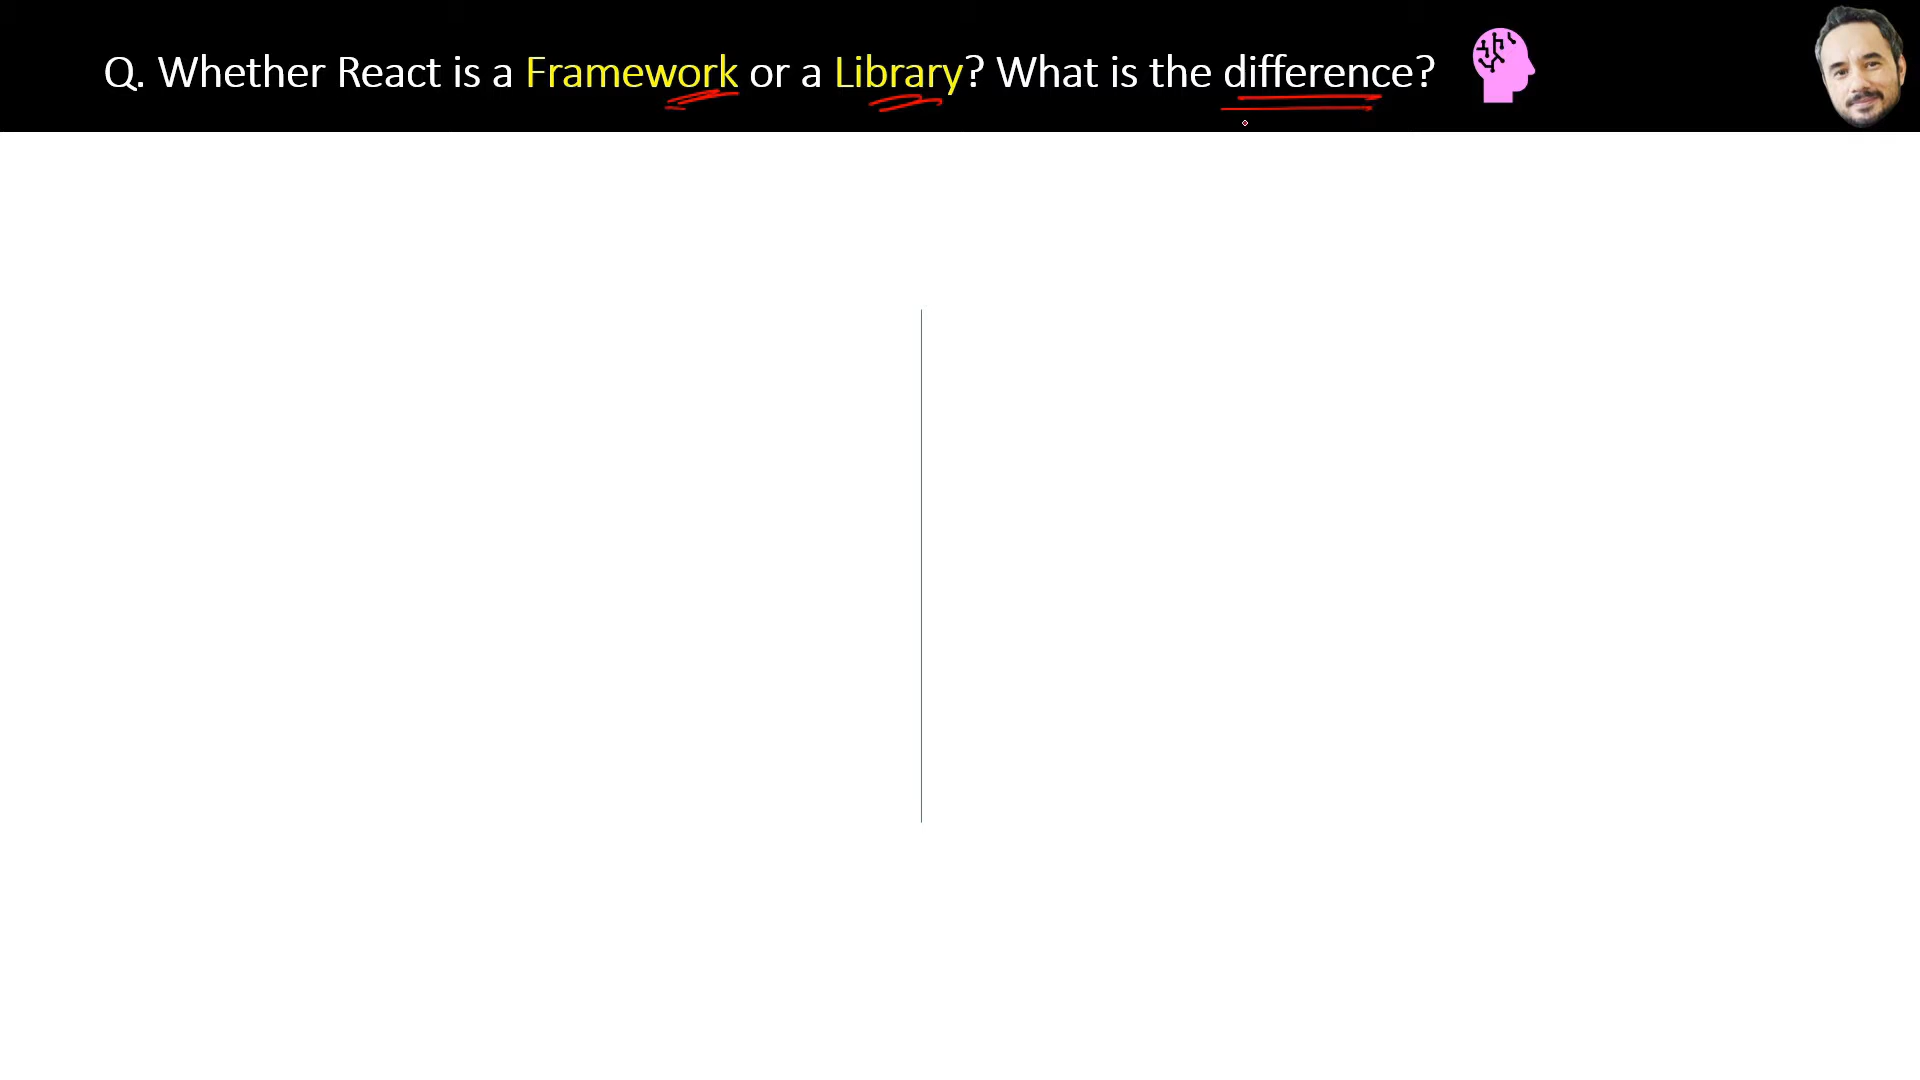 Q. Whether React is a Framework or a Library? What is the difference?